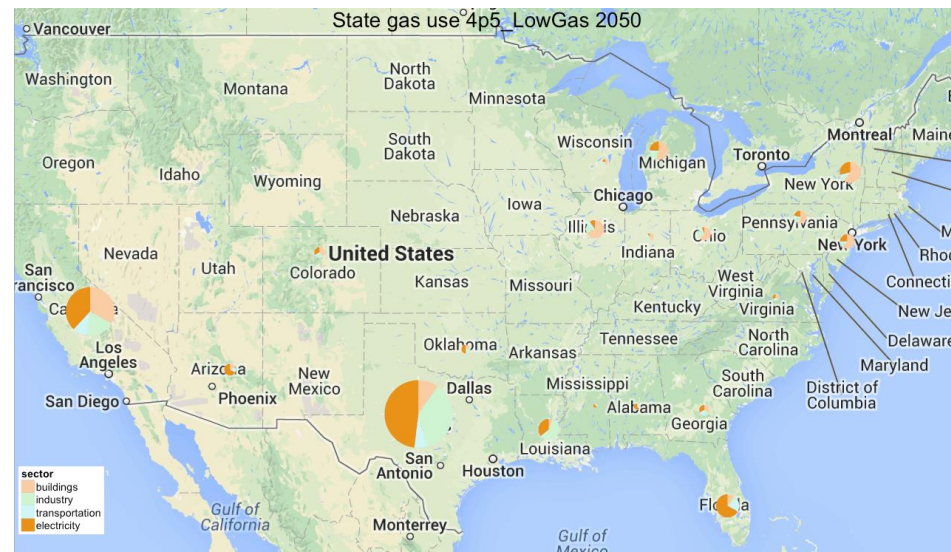 State gas use 4p5_LowGas 2050
Vancouver
Washington
Montana
North
Dakota
Minnesota
Montreal
Maine
Oregon
Idaho
Wyoming
South
Dakota
Wisconsin
Michigan
Toronto
New York
Nebraska
Iowa
Chicago
Illinois
Indiana
Ohio
Pennsylvania
New York
Nevada
Utah
Colorado
United States
Kansas
Missouri
West
Virginia
Virginia
Kentucky
Connecti
New Je
Delaware
Maryland
District of
Columbia
San
rancisco
Los
Angeles
San Diego
Arizona
Phoenix
New
Mexico
Oklahoma
Arkansas
Tennessee
North
Carolina
South
Carolina
Dallas
Mississippi
Alabama
Georgia
Louisiana
San
Antonio
Houston
Florida
Gulf of
California
Monterrey
Gulf of
Mexico
sector
buildings
industry
transportation
electricity